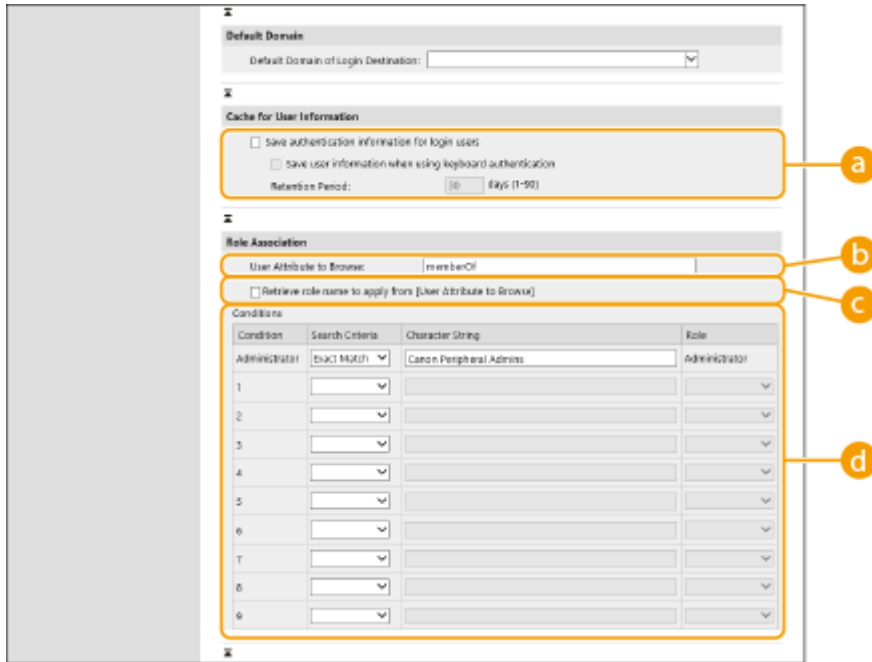 Default Domain
Default Domain of Login Destination:
Cache for User Information
Save authentication information for login users
Save user information when using keyboard authentication
Retention Period: 30 days (1-90)
a
Role Association
User Attribute to Browse: memberOf
b
Retrieve role name to apply from [User Attribute to Browse]
c
Conditions
Condition Search Criteria Character String Role
Administrator Exact Match Canon Peripheral Admins Administrator
1
2
3
4
d
5
6
7
8
9